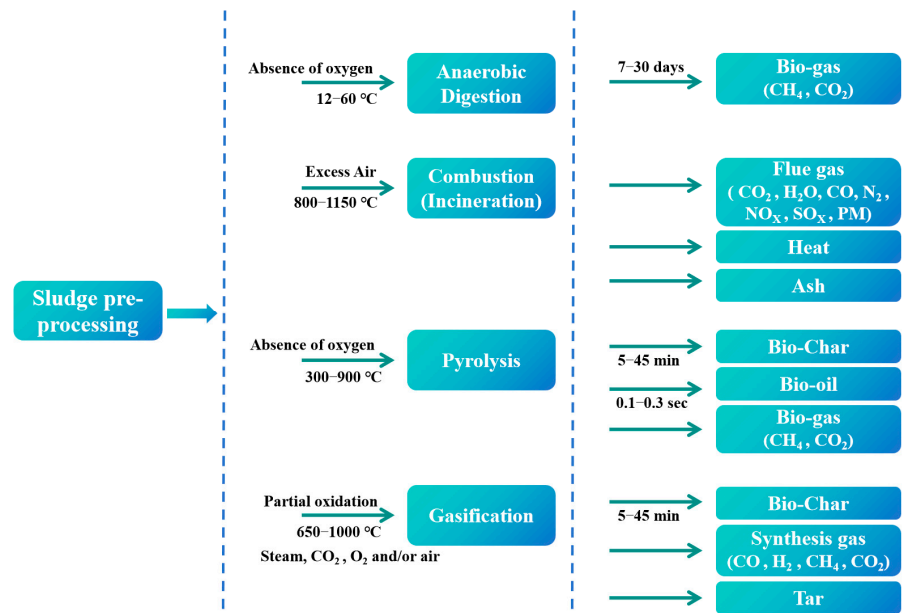 Sludge pre-
processing
Absence of oxygen
12−60 ℃
Anaerobic
Digestion
7−30 days
Bio-gas
(CH₄ , CO₂)
Excess Air
800−1150 ℃
Combustion
(Incineration)
Flue gas
( CO₂ , H₂O, CO, N₂ ,
NOₓ , SOₓ , PM)
Heat
Ash
Absence of oxygen
300−900 ℃
Pyrolysis
5−45 min
Bio-Char
0.1−0.3 sec
Bio-oil
Bio-gas
(CH₄ , CO₂)
Partial oxidation
650−1000 ℃
Steam, CO₂ , O₂ and/or air
Gasification
5−45 min
Bio-Char
Synthesis gas
(CO , H₂ , CH₄ , CO₂)
Tar